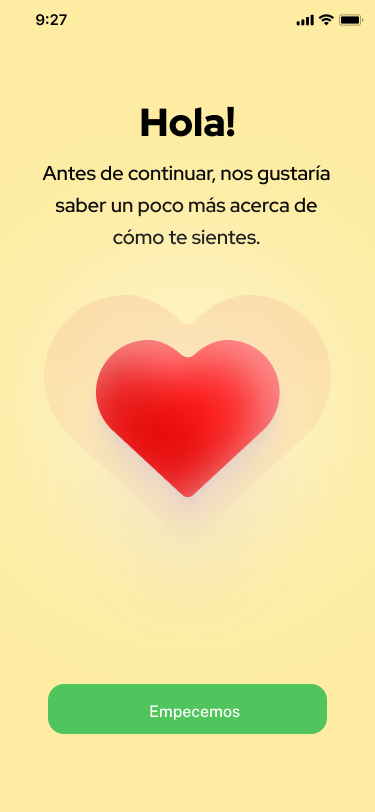 9:27
Hola!
Antes de continuar, nos gustaría
saber un poco más acerca de
cómo te sientes.
Empecemos